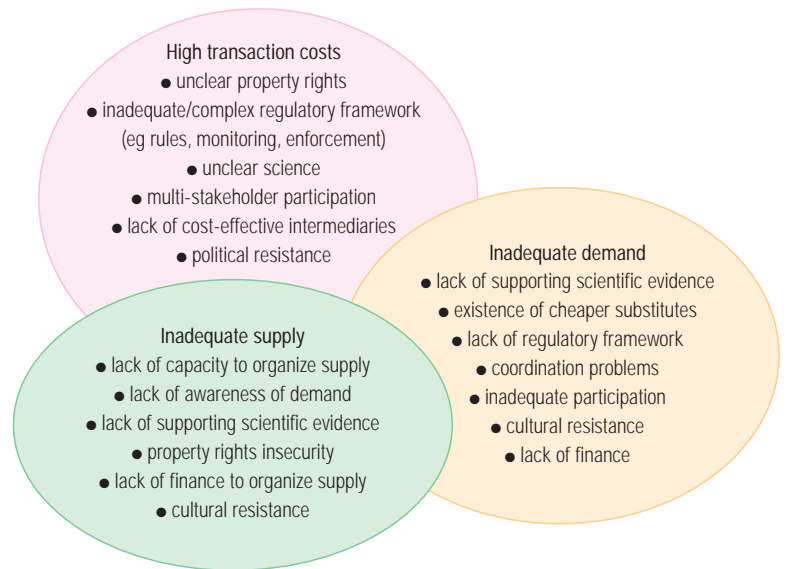 High transaction costs
● unclear property rights
● inadequate/complex regulatory framework
(eg rules, monitoring, enforcement)
● unclear science
● multi-stakeholder participation
● lack of cost-effective intermediaries
● political resistance
Inadequate demand
● lack of supporting scientific evidence
● existence of cheaper substitutes
● lack of regulatory framework
● coordination problems
● inadequate participation
● cultural resistance
● lack of finance
Inadequate supply
● lack of capacity to organize supply
● lack of awareness of demand
● lack of supporting scientific evidence
● property rights insecurity
● lack of finance to organize supply
● cultural resistance